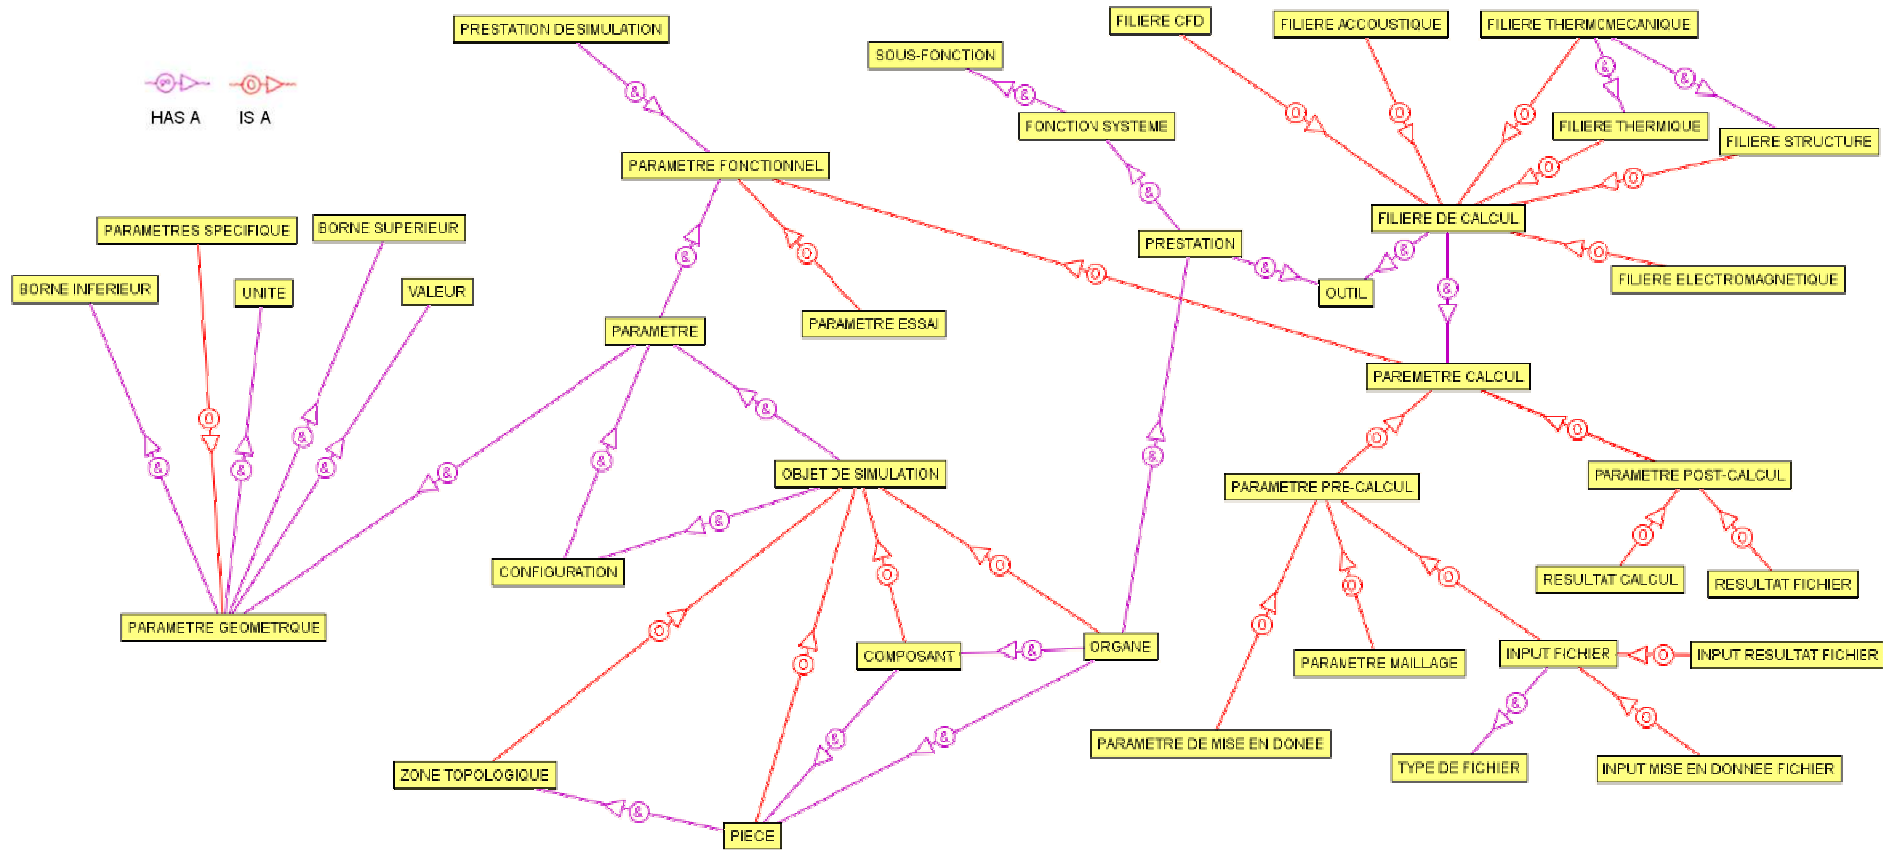 FILIERE CFD
FILIERE ACCOUSTIQUE
FILIERE THERMOMECANIQUE
PRESTATION DE SIMULATION
SOUS-FONCTION
HAS A
IS A
FONCTION SYSTEME
FILIERE THERMIQUE
FILIERE STRUCTURE
PARAMETRE FONCTIONNEL
FILIERE DE CALCUL
PARAMETRES SPECIFIQUE
BORNE SUPERIEUR
PRESTATION
BORNE INFERIEUR
UNITE
VALEUR
OUTIL
FILIERE ELECTROMAGNETIQUE
PARAMETRE
PARAMETRE ESSAI
PAREMETRE CALCUL
OBJET DE SIMULATION
PARAMETRE PRE-CALCUL
PARAMETRE POST-CALCUL
CONFIGURATION
RESULTAT CALCUL
RESULTAT FICHIER
PARAMETRE GEOMETRQUE
COMPOSANT
ORGANE
PARAMETRE MAILLAGE
INPUT FICHIER
INPUT RESULTAT FICHIER
PARAMETRE DE MISE EN DONEE
ZONE TOPOLOGIQUE
TYPE DE FICHIER
INPUT MISE EN DONNEE FICHIER
PIECE